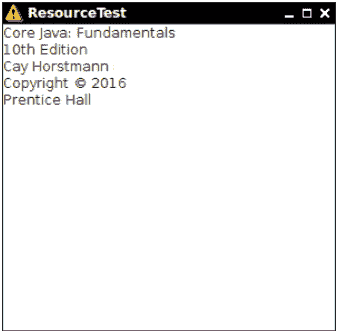 ResourceTest
Core Java: Fundamentals
10th Edition
Cay Horstmann
Copyright © 2016
Prentice Hall